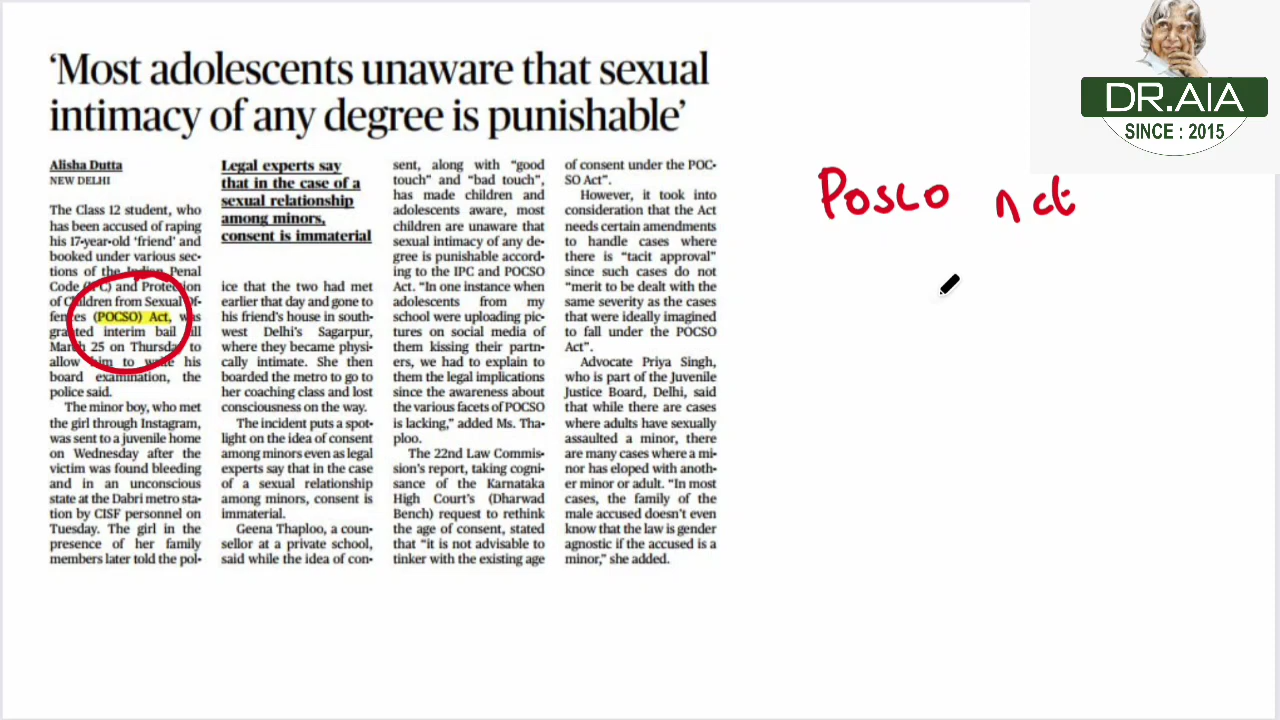 ‘Most adolescents unaware that sexual
intimacy of any degree is punishable’
Alisha Dutta
NEW DELHI
The Class 12 student, who
has been accused of raping
his 17-year-old ‘friend’ and
booked under various sec-
tions of the Indian Penal
Code (IPC) and Protection
of Children from Sexual Of-
fences (POCSO) Act, was
granted interim bail till
March 25 on Thursday to
allow him to write his
board examination, the
police said.
The minor boy, who met
the girl through Instagram,
was sent to a juvenile home
on Wednesday after the
victim was found bleeding
and in an unconscious
state at the Dabri metro sta-
tion by CISF personnel on
Tuesday. The girl in the
presence of her family
members later told the pol-
Legal experts say
that in the case of a
sexual relationship
among minors,
consent is immaterial
ice that the two had met
earlier that day and gone to
his friend’s house in south-
west Delhi’s Sagarpur,
where they became physi-
cally intimate. She then
boarded the metro to go to
her coaching class and lost
consciousness on the way.
The incident puts a spot-
light on the idea of consent
among minors even as legal
experts say that in the case
of a sexual relationship
among minors, consent is
immaterial.
Geena Thaploo, a coun-
sellor at a private school,
said while the idea of con-
sent, along with “good
touch” and “bad touch”,
has made children and
adolescents aware, most
children are unaware that
sexual intimacy of any de-
gree is punishable accord-
ing to the IPC and POCSO
Act. “In one instance when
adolescents from my
school were uploading pic-
tures on social media of
them kissing their partn-
ers, we had to explain to
them the legal implications
since the awareness about
the various facets of POCSO
is lacking,” added Ms. Tha-
ploo.
The 22nd Law Commis-
sion’s report, taking cogni-
sance of the Karnataka
High Court’s (Dharwad
Bench) request to rethink
the age of consent, stated
that “it is not advisable to
tinker with the existing age
of consent under the POC-
SO Act”.
However, it took into
consideration that the Act
needs certain amendments
to handle cases where
there is “tacit approval”
since such cases do not
“merit to be dealt with the
same severity as the cases
that were ideally imagined
to fall under the POCSO
Act”.
Advocate Priya Singh,
who is part of the Juvenile
Justice Board, Delhi, said
that while there are cases
where adults have sexually
assaulted a minor, there
are many cases where a mi-
nor has eloped with anoth-
er minor or adult. “In most
cases, the family of the
male accused doesn’t even
know that the law is gender
agnostic if the accused is a
minor,” she added.
DR.AIA
SINCE : 2015
Posco Act